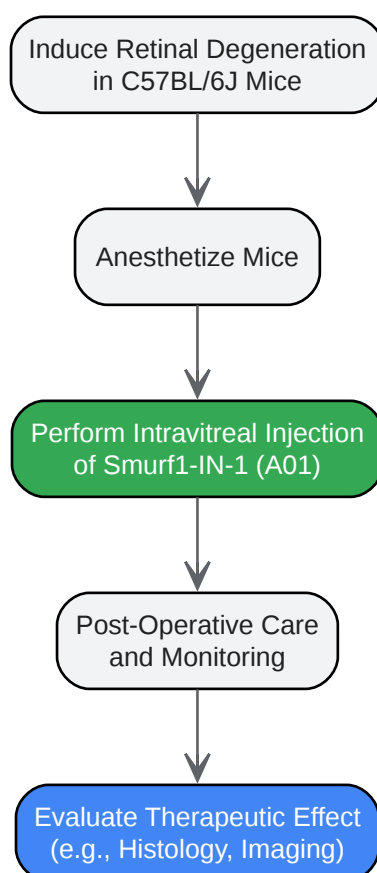 Induce Retinal Degeneration
in C57BL/6J Mice
Anesthetize Mice
Perform Intravitreal Injection
of Smurf1-IN-1 (A01)
Post-Operative Care
and Monitoring
Evaluate Therapeutic Effect
(e.g., Histology, Imaging)